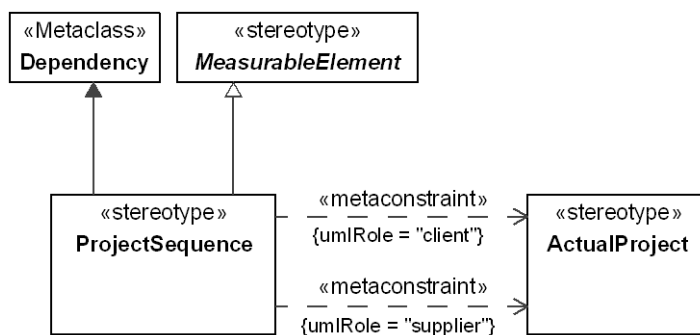 «Metaclass»
Dependency
«stereotype»
MeasurableElement
«stereotype»
ProjectSequence
«metaconstraint»
{umlRole = "client"}
«metaconstraint»
{umlRole = "supplier"}
«stereotype»
ActualProject